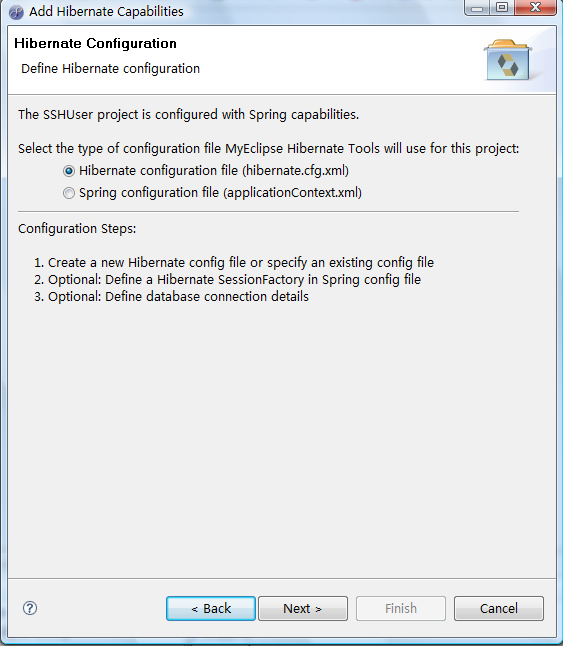 Add Hibernate Capabilities
Hibernate Configuration
Define Hibernate configuration
The SSHUser project is configured with Spring capabilities.
Select the type of configuration file MyEclipse Hibernate Tools will use for this project:
Hibernate configuration file (hibernate.cfg.xml)
Spring configuration file (applicationContext.xml)
Configuration Steps:
1. Create a new Hibernate config file or specify an existing config file
2. Optional: Define a Hibernate SessionFactory in Spring config file
3. Optional: Define database connection details
?
< Back
Next >
Finish
Cancel